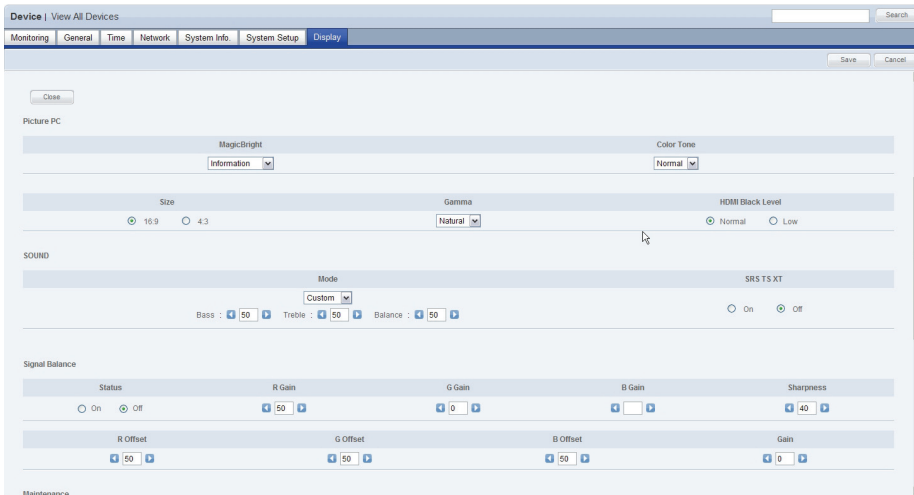 Device | View All Devices Search
Monitoring General Time Network System Info. System Setup Display
Save Cancel
Close
Picture PC
MagicBright Color Tone
Information Normal
Size Gamma HDMI Black Level
16:9 4:3 Natural Normal Low
SOUND
Mode SRS TS XT
Custom
On Off
Bass : 50 Treble : 50 Balance : 50
Signal Balance
Status R Gain G Gain B Gain Sharpness
On Off 50 0 40
R Offset G Offset B Offset Gain
50 50 50 0
Maintenance